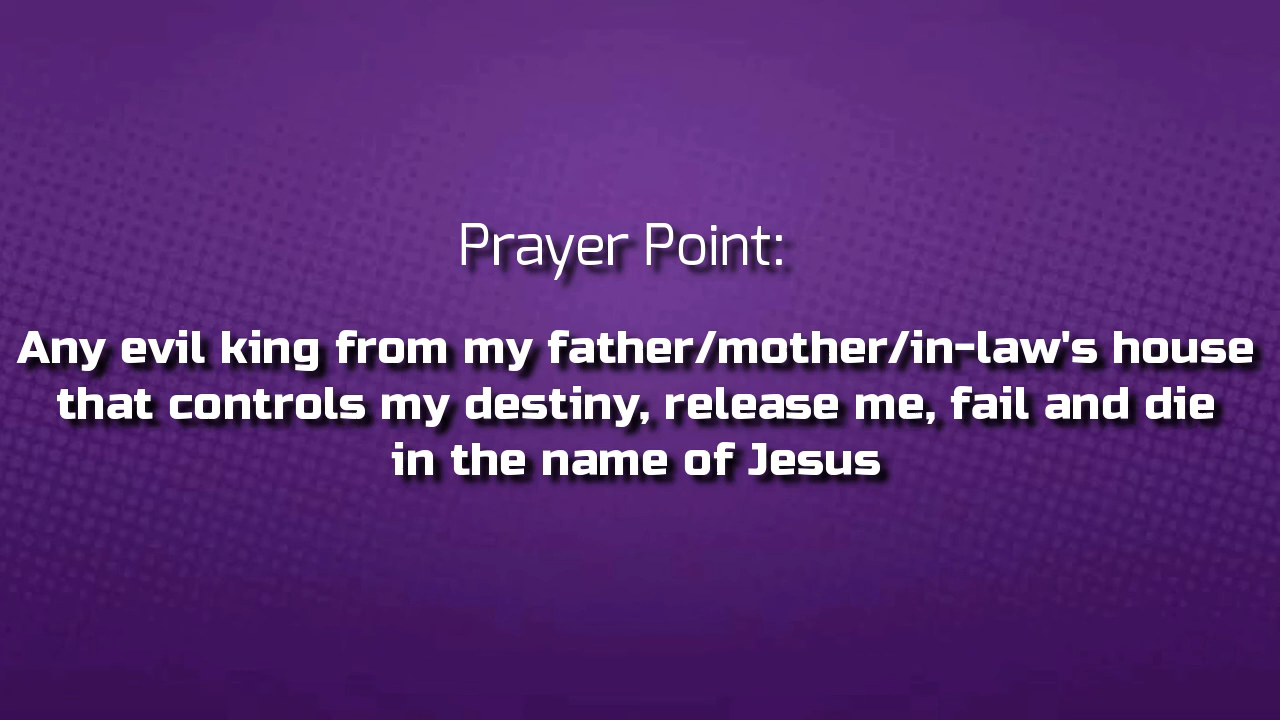 Prayer Point:
Any evil king from my father/mother/in-law's house
that controls my destiny, release me, fail and die
in the name of Jesus